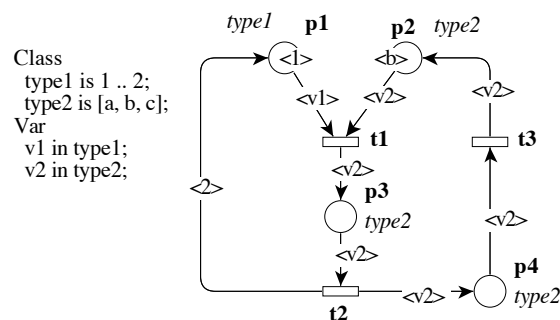 Class
type1 is 1 .. 2;
type2 is [a, b, c];
Var
v1 in type1;
v2 in type2;
type1 p1
p2 type2
<1>
<b>
<v1>
<v2>
<v2>
t1
t3
<v2>
<2>
p3
type2
<v2>
<v2>
p4
type2
<v2>
t2